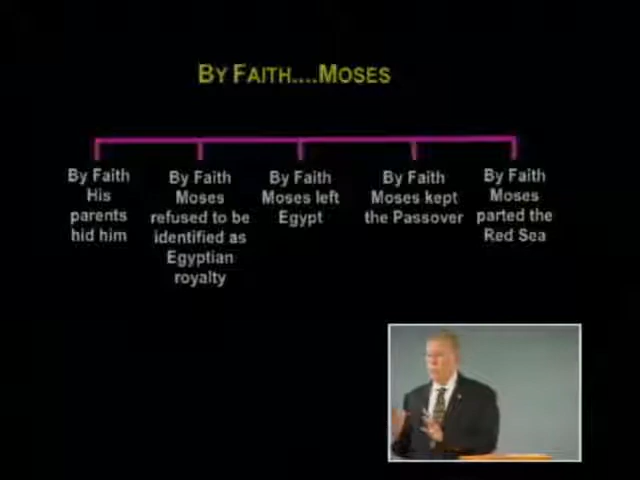 BY FAITH....MOSES
By Faith
His
parents
hid him
By Faith
Moses
refused to be
identified as
Egyptian
royalty
By Faith
Moses left
Egypt
By Faith
Moses kept
the Passover
By Faith
Moses
parted the
Red Sea